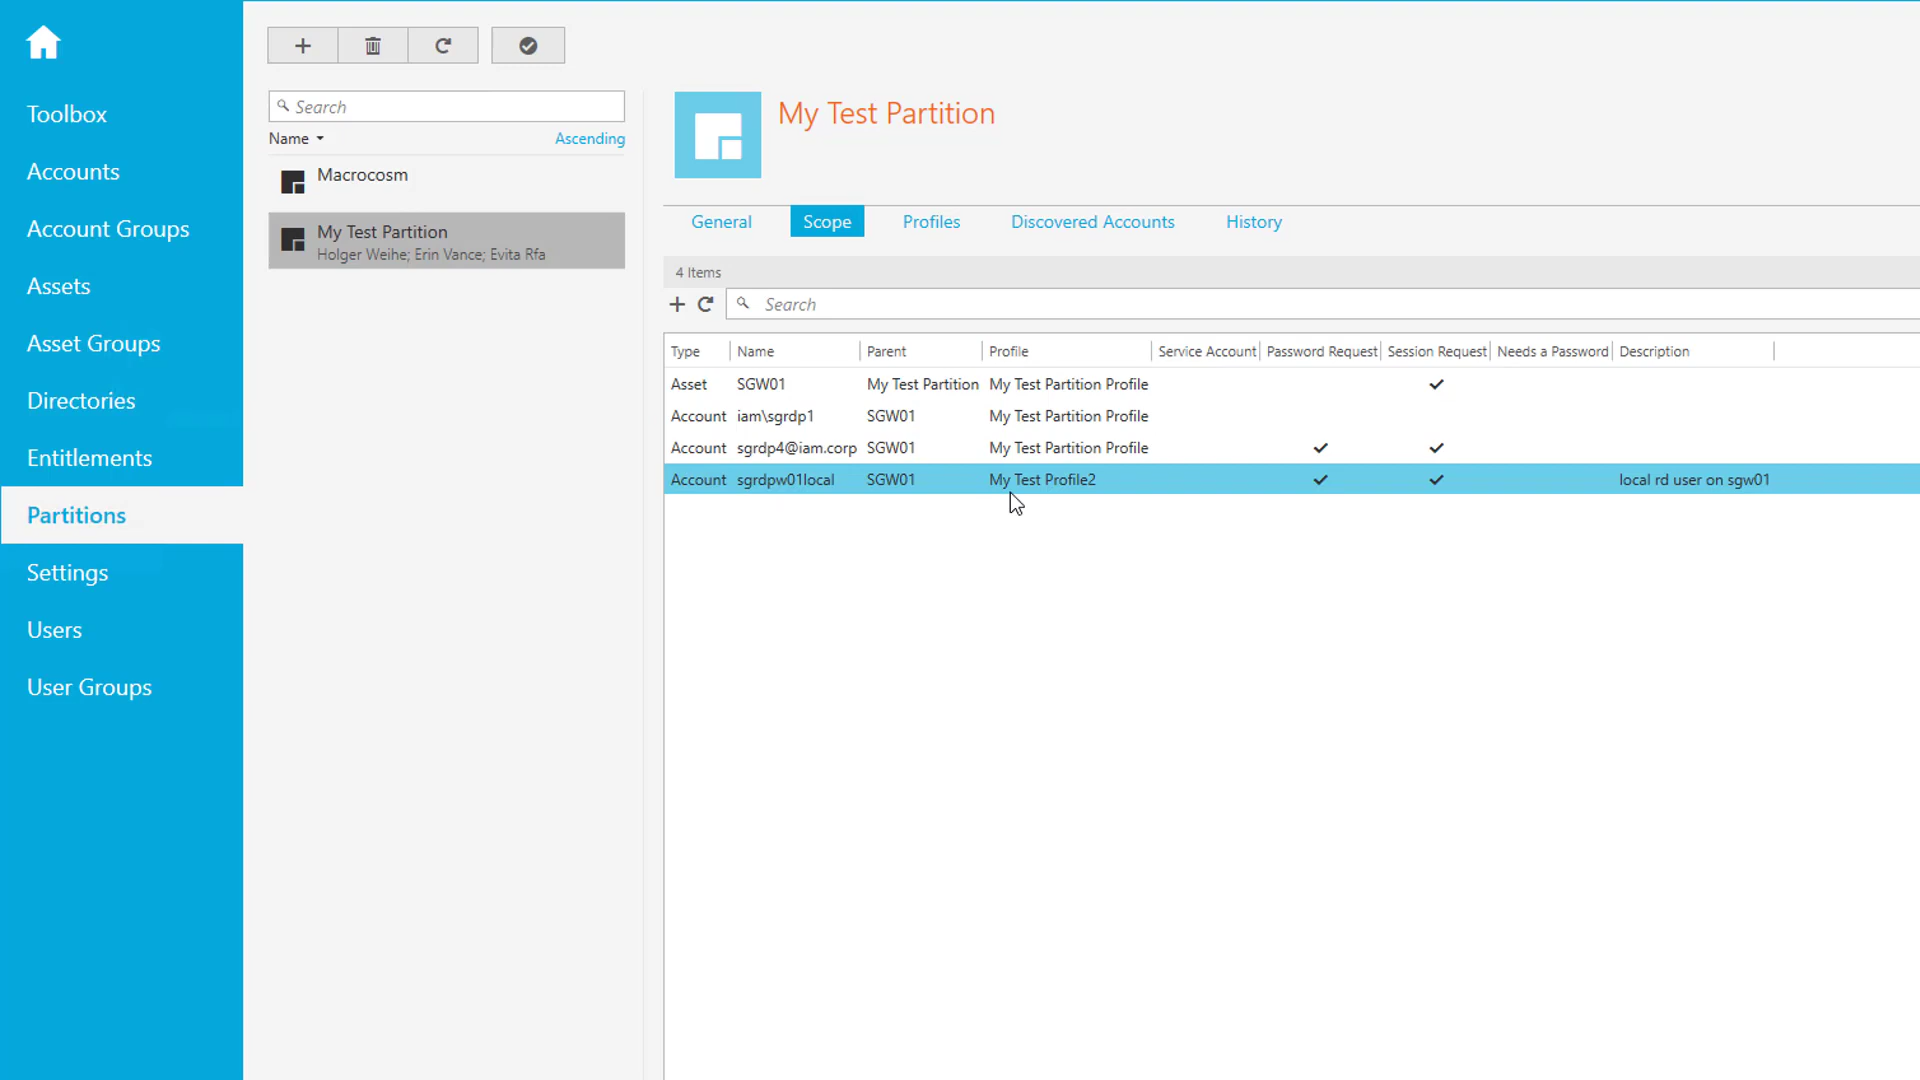 Toolbox
Accounts
Account Groups
Assets
Asset Groups
Directories
Entitlements
Partitions
Settings
Users
User Groups
Search
Name Ascending
Macrocosm
My Test Partition
Holger Weihe; Erin Vance; Evita Rfa
My Test Partition
General Scope Profiles Discovered Accounts History
4 Items
Search
Type Name Parent Profile Service Account Password Request Session Request Needs a Password Description
Asset SGW01 My Test Partition My Test Partition Profile
Account iam\sgrdp1 SGW01 My Test Partition Profile
Account sgrdp4@iam.corp SGW01 My Test Partition Profile
Account sgrdpw01local SGW01 My Test Profile2 local rd user on sgw01